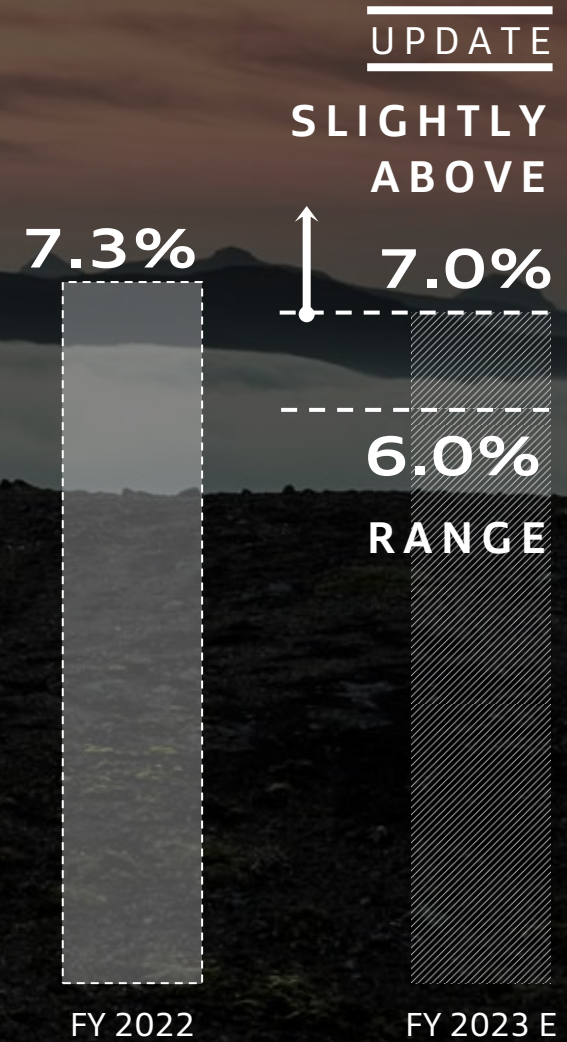 UPDATE
SLIGHTLY
ABOVE
7.3%
7.0%
6.0%
RANGE
FY 2022
FY 2023 E